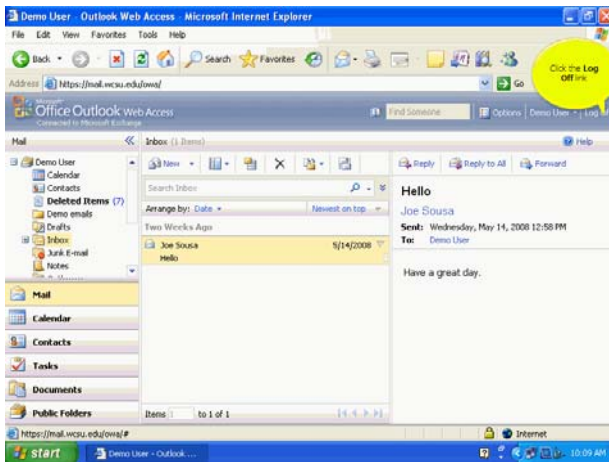 Demo User - Outlook Web Access - Microsoft Internet Explorer
File Edit View Favorites Tools Help
Back Search Favorites
Click the Log
Off link
Address https://mail.wcsu.edu/owa/ Go
Microsoft
Office Outlook Web Access
Connected to Microsoft Exchange
Find Someone Options Demo User Log
Mail Inbox (1 Items) Help
Demo User
Calendar
Contacts
Deleted Items (7)
Demo emails
Drafts
Inbox
Junk E-mail
Notes
Mail
Calendar
Contacts
Tasks
Documents
Public Folders
New
Search Inbox
Arrange by: Date Newest on top
Two Weeks Ago
Joe Sousa 5/14/2008
Hello
Items to 1 of 1
Reply Reply to All Forward
Hello
Joe Sousa
Sent: Wednesday, May 14, 2008 12:58 PM
To: Demo User
Have a great day.
https://mail.wcsu.edu/owa/# Internet
start Demo User - Outlook ... 10:09 AM